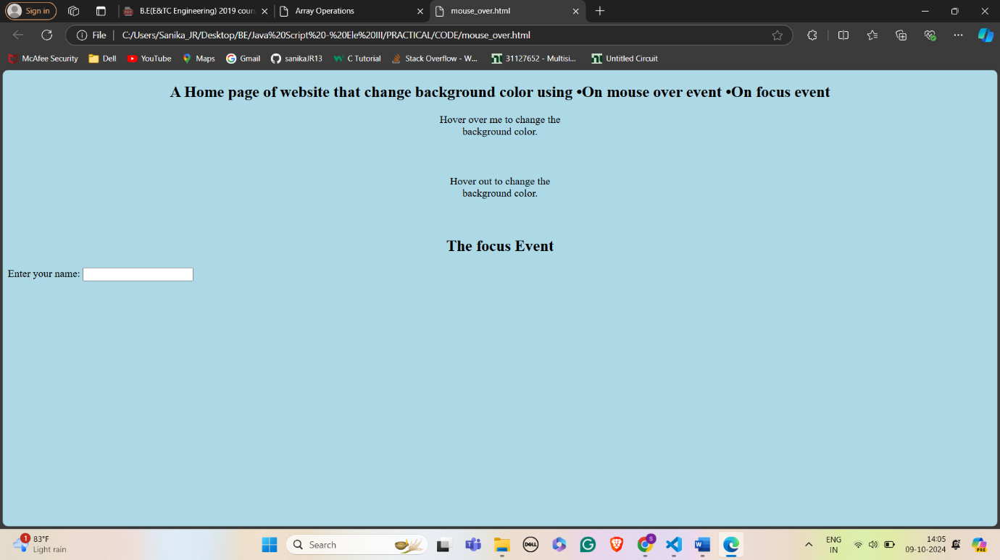 Sign in
B.E(E&TC Engineering) 2019 cours
Array Operations
mouse_over.html
File
C:/Users/Sanika_JR/Desktop/BE/Java%20Script%20-%20Ele%20III/PRACTICAL/CODE/mouse_over.html
McAfee Security
Dell
YouTube
Maps
Gmail
sanikaJR13
C Tutorial
Stack Overflow - W...
31127652 - Multisi...
Untitled Circuit
A Home page of website that change background color using •On mouse over event •On focus event
Hover over me to change the
background color.
Hover out to change the
background color.
The focus Event
Enter your name:
1
83°F
Light rain
Search
DELL
S
ENG
IN
14:05
09-10-2024
PRE